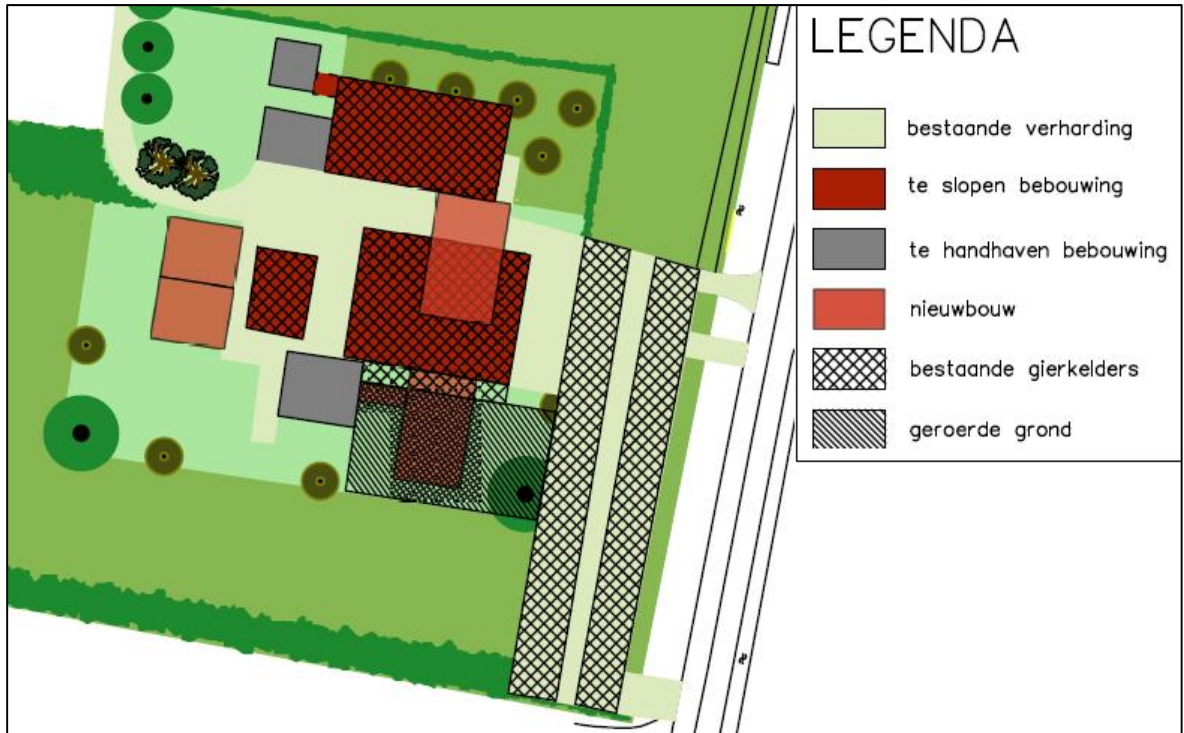 LEGENDA
bestaande verharding
te slopen bebouwing
te handhaven bebouwing
nieuwbouw
bestaande gierkelders
geroerde grond